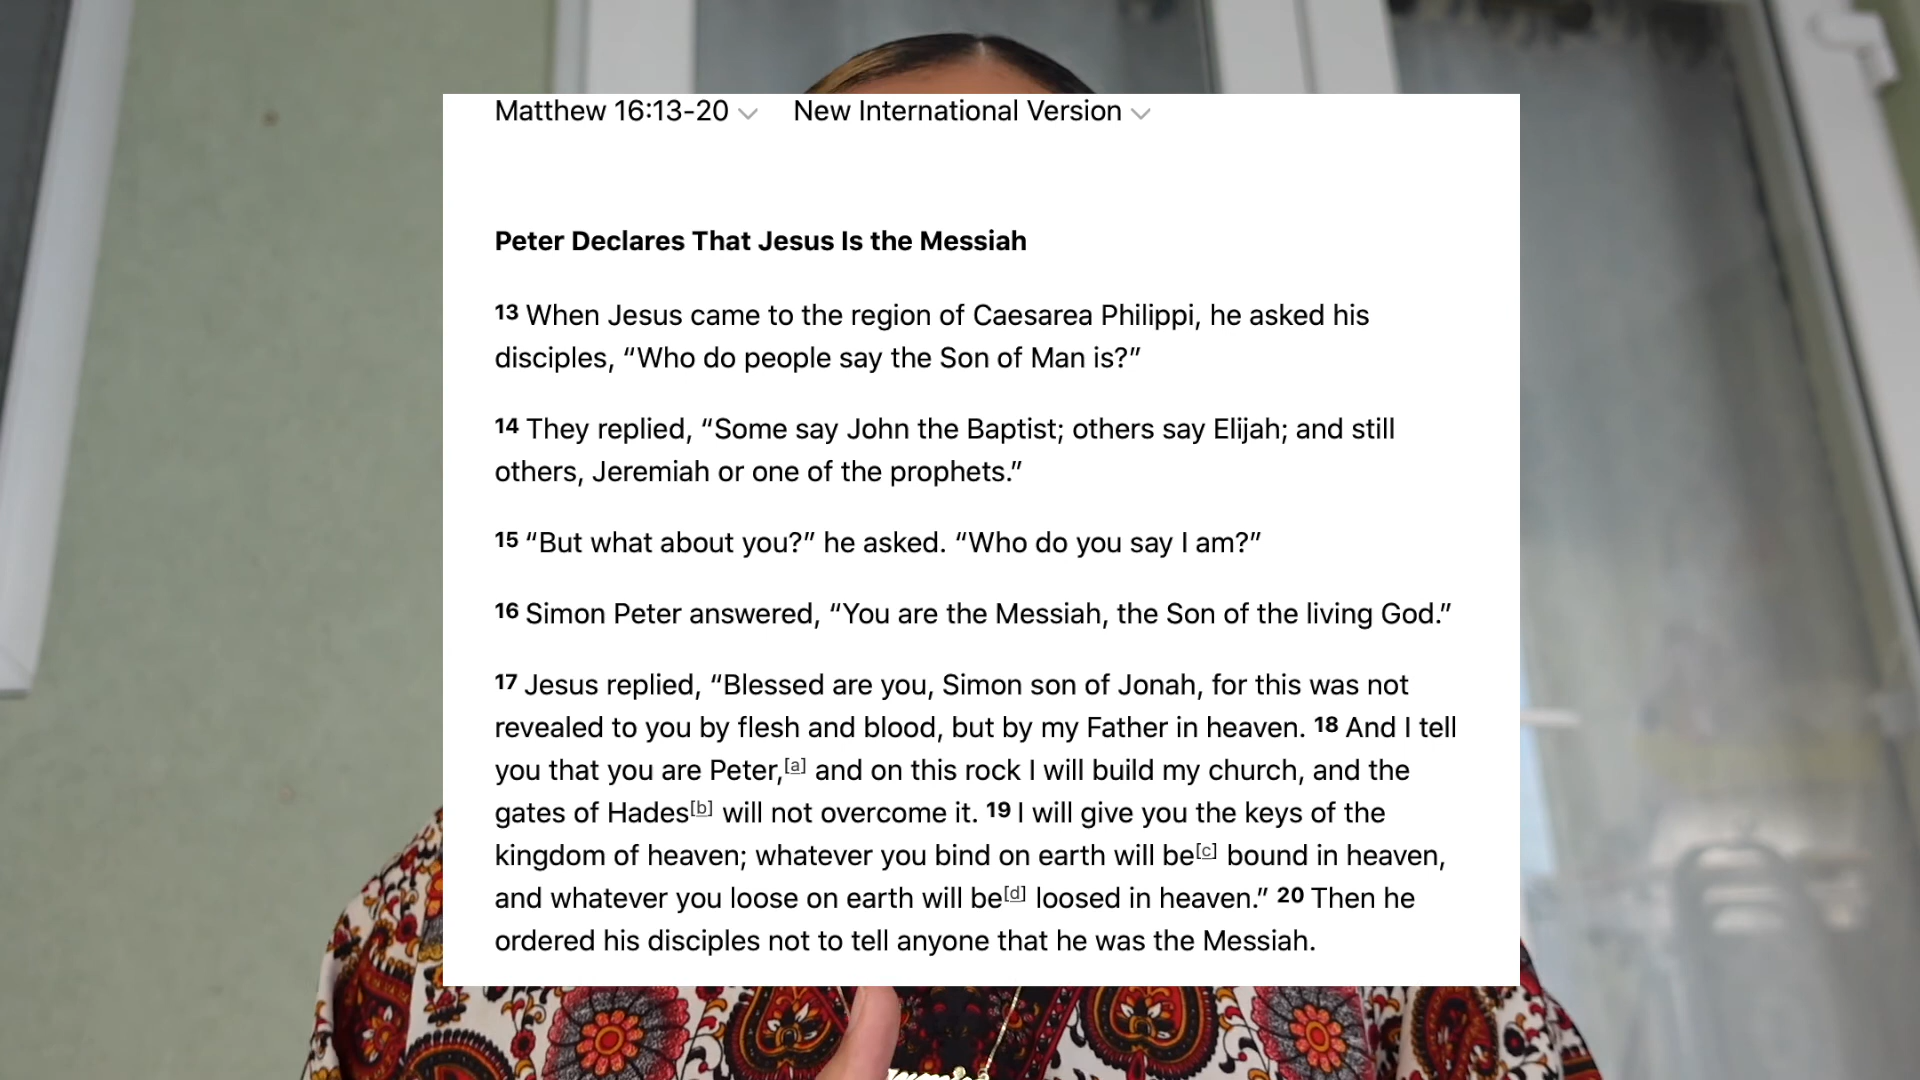 Matthew 16:13-20 New International Version
Peter Declares That Jesus Is the Messiah
13 When Jesus came to the region of Caesarea Philippi, he asked his
disciples, “Who do people say the Son of Man is?”
14 They replied, “Some say John the Baptist; others say Elijah; and still
others, Jeremiah or one of the prophets.”
15 “But what about you?” he asked. “Who do you say I am?”
16 Simon Peter answered, “You are the Messiah, the Son of the living God.”
17 Jesus replied, “Blessed are you, Simon son of Jonah, for this was not
revealed to you by flesh and blood, but by my Father in heaven. 18 And I tell
you that you are Peter,[a] and on this rock I will build my church, and the
gates of Hades[b] will not overcome it. 19 I will give you the keys of the
kingdom of heaven; whatever you bind on earth will be[c] bound in heaven,
and whatever you loose on earth will be[d] loosed in heaven.” 20 Then he
ordered his disciples not to tell anyone that he was the Messiah.